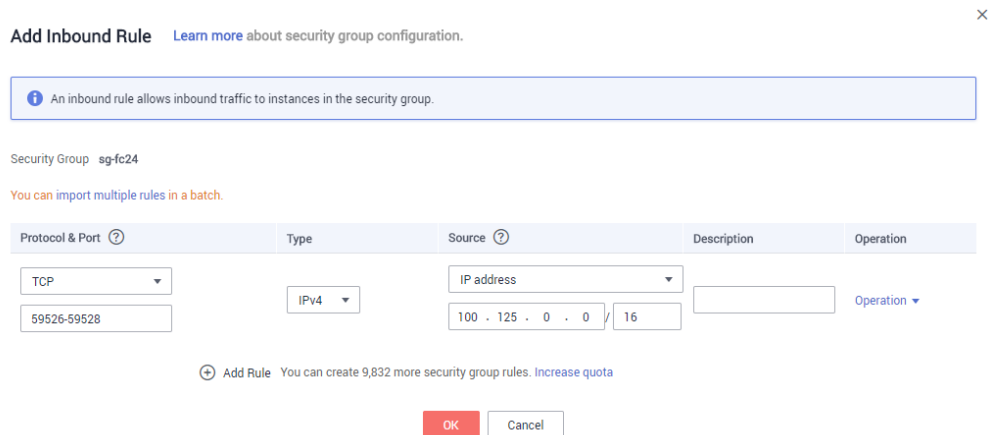 Add Inbound Rule Learn more about security group configuration.
An inbound rule allows inbound traffic to instances in the security group.
Security Group sg-fc24
You can import multiple rules in a batch.
Protocol & Port Type Source Description Operation
TCP IP address
IPv4 Operation
59526-59528 100 . 125 . 0 . 0 / 16
Add Rule You can create 9,832 more security group rules. Increase quota
OK Cancel